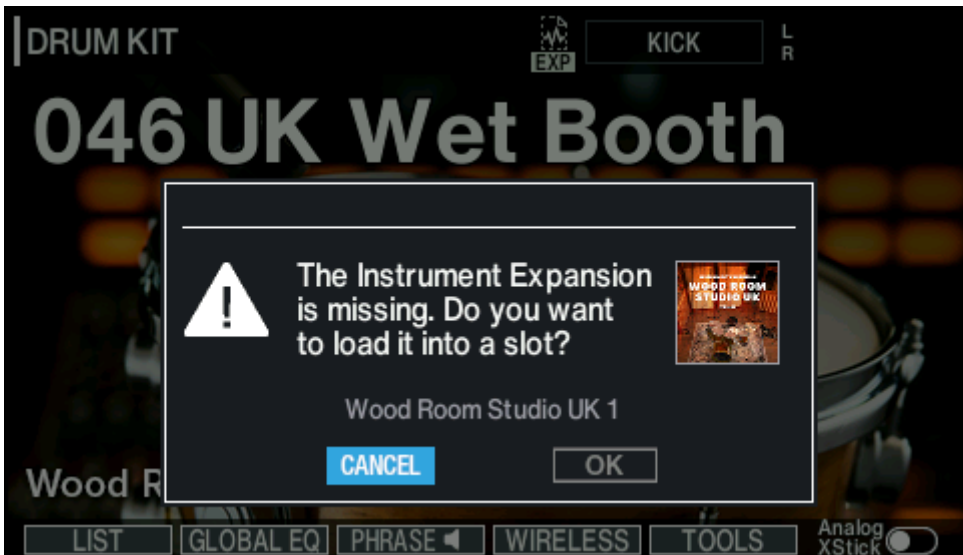 DRUM KIT
EXP
KICK
L
R
046 UK Wet Booth
The Instrument Expansion
is missing. Do you want
to load it into a slot?
WOOD ROOM
STUDIO UK
Wood Room Studio UK 1
CANCEL
OK
Wood R
LIST
GLOBAL EQ
PHRASE
WIRELESS
TOOLS
Analog
XStick